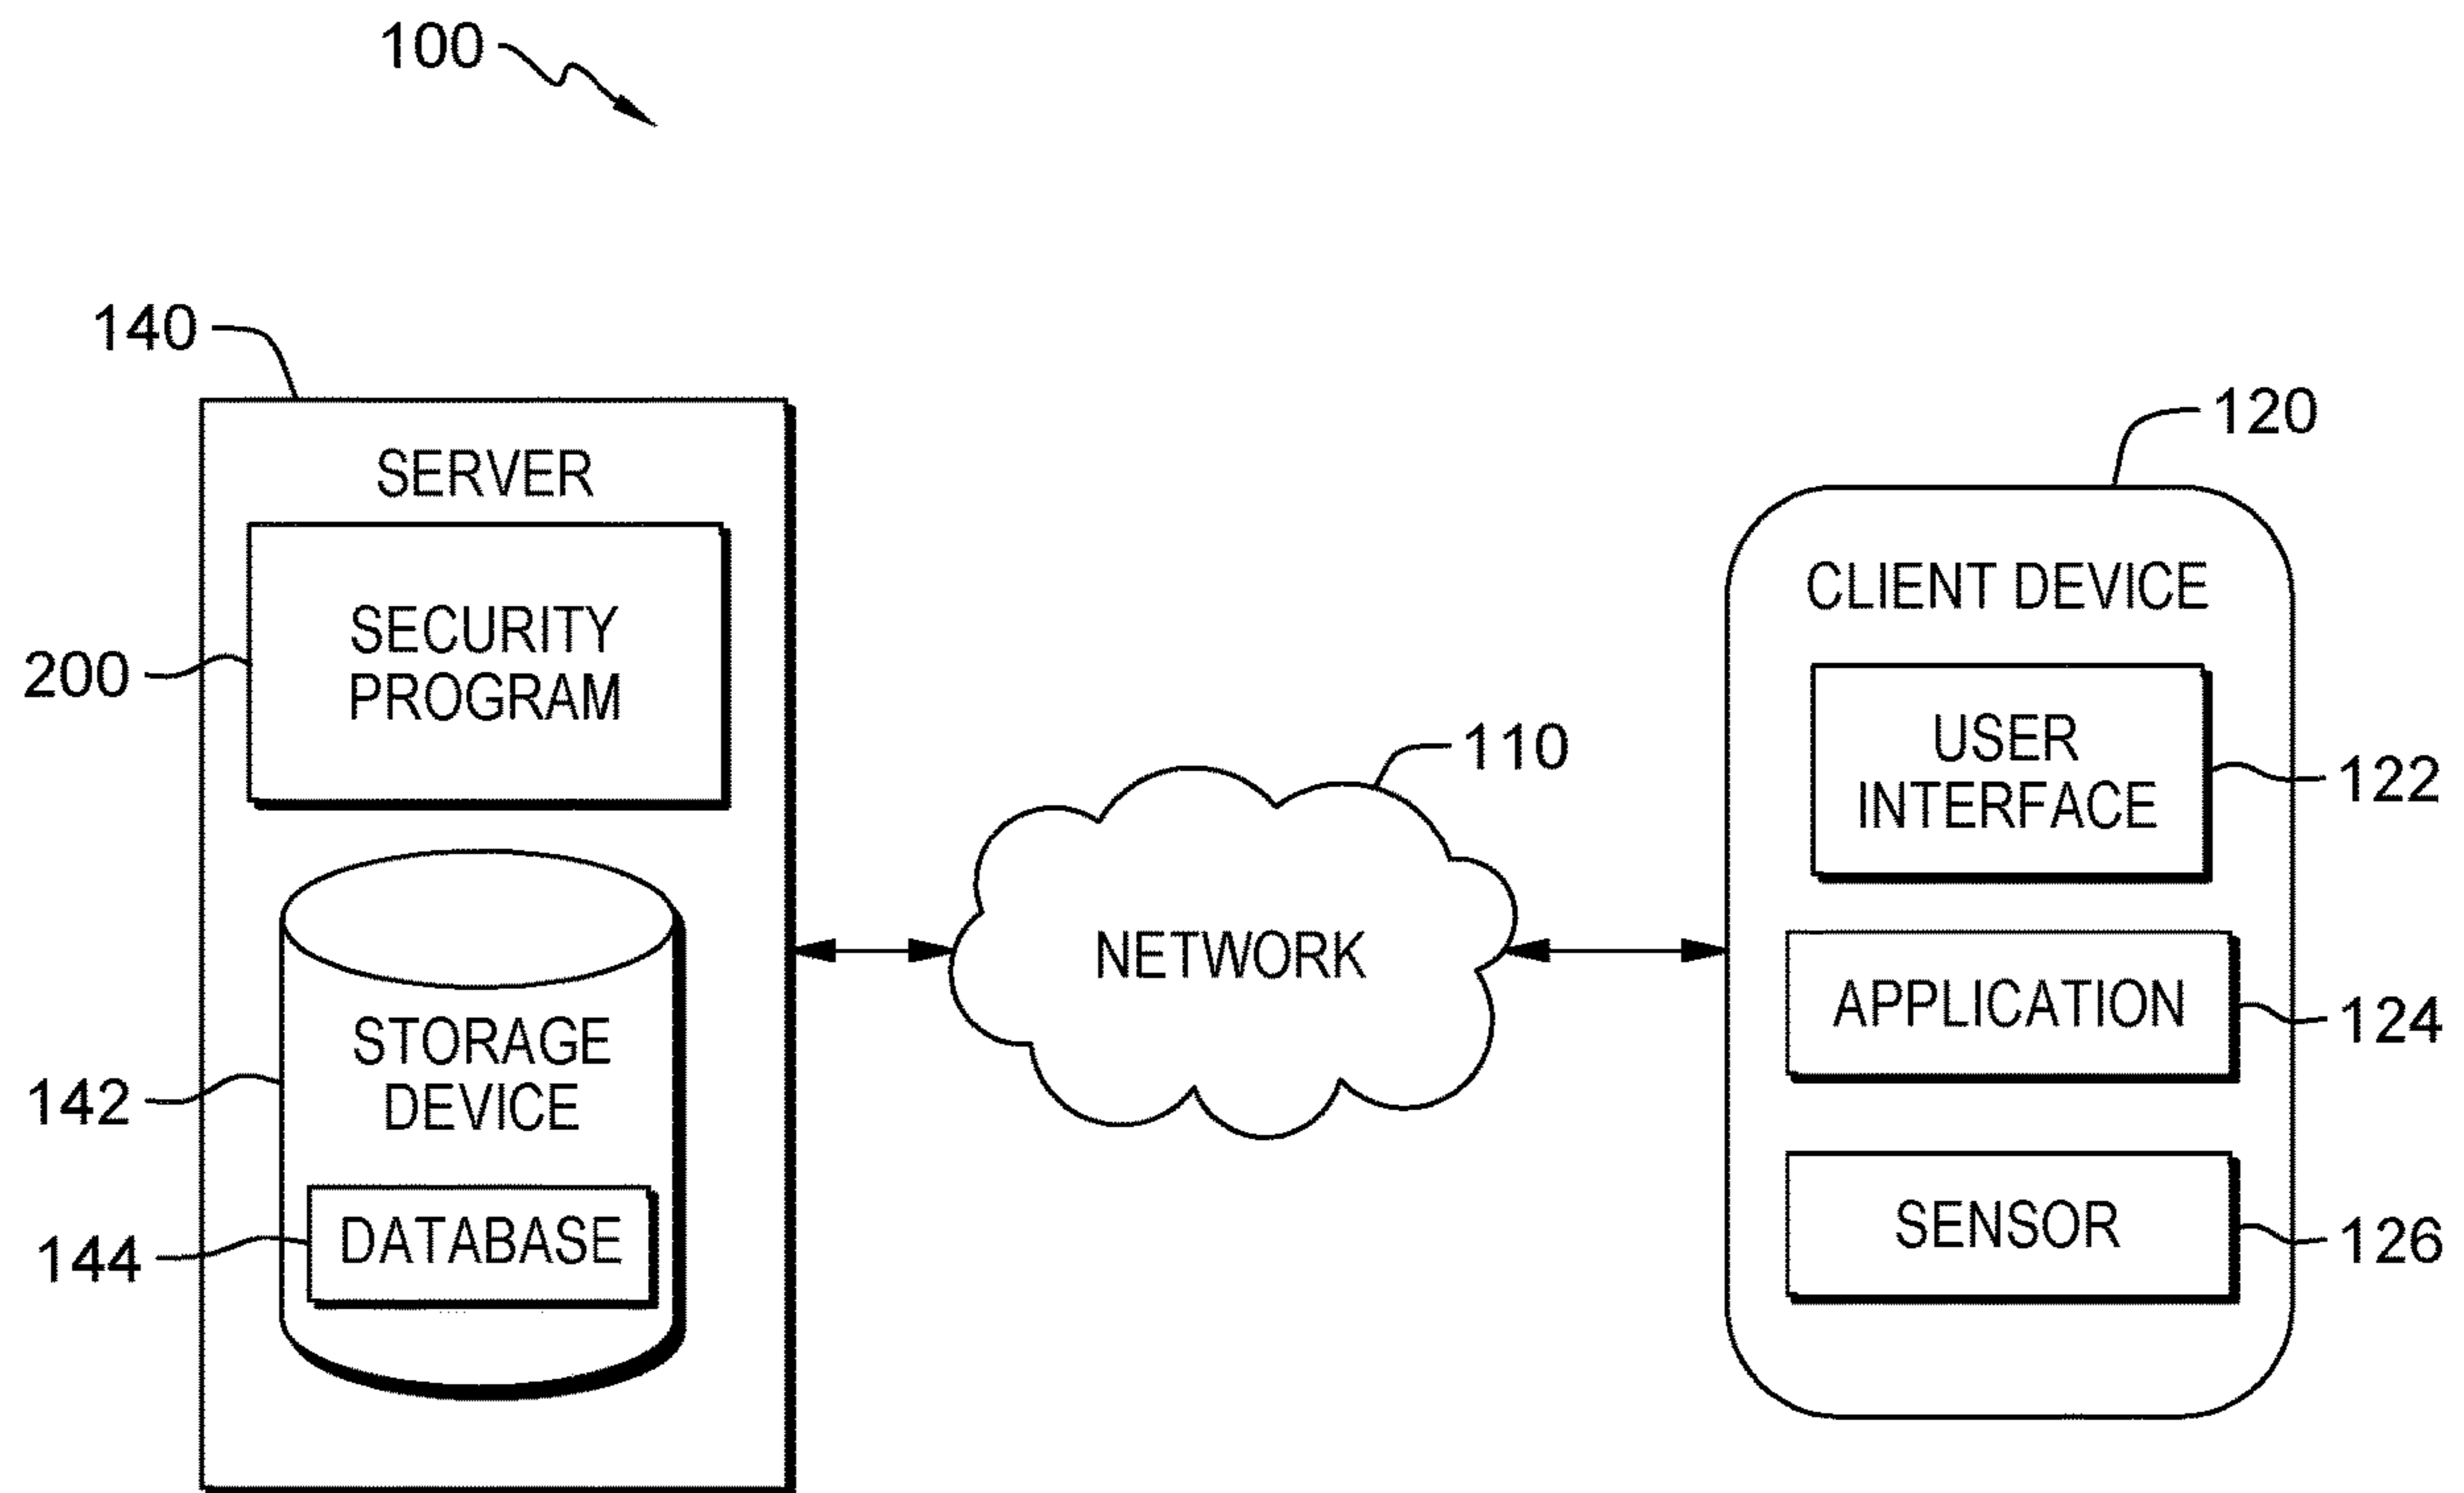 100
140
SERVER
SECURITY
PROGRAM
200
STORAGE
DEVICE
142
DATABASE
144
110
NETWORK
120
CLIENT DEVICE
USER
INTERFACE
122
APPLICATION
124
SENSOR
126